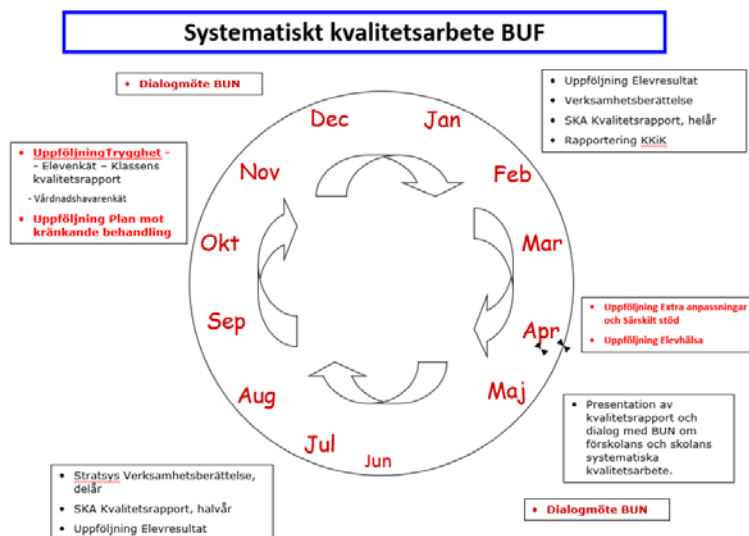 Systematiskt kvalitetsarbete BUF
• Dialogmöte BUN
• Uppföljning Elevresultat
• Verksamhetsberättelse
• SKA Kvalitetsrapport, helår
• Rapportering KKiK
• UppföljningTrygghet -
- Elevenkät – Klassens
kvalitetsrapport
- Vårdnadshavarenkät
• Uppföljning Plan mot
kränkande behandling
Dec
Jan
Nov
Feb
Okt
Mar
Sep
Apr
Aug
Maj
Jul
Jun
• Uppföljning Extra anpassningar
och Särskilt stöd
• Uppföljning Elevhälsa
• Presentation av
kvalitetsrapport och
dialog med BUN om
förskolans och skolans
systematiska
kvalitetsarbete.
• Stratsys Verksamhetsberättelse,
delår
• SKA Kvalitetsrapport, halvår
• Uppföljning Elevresultat
• Dialogmöte BUN